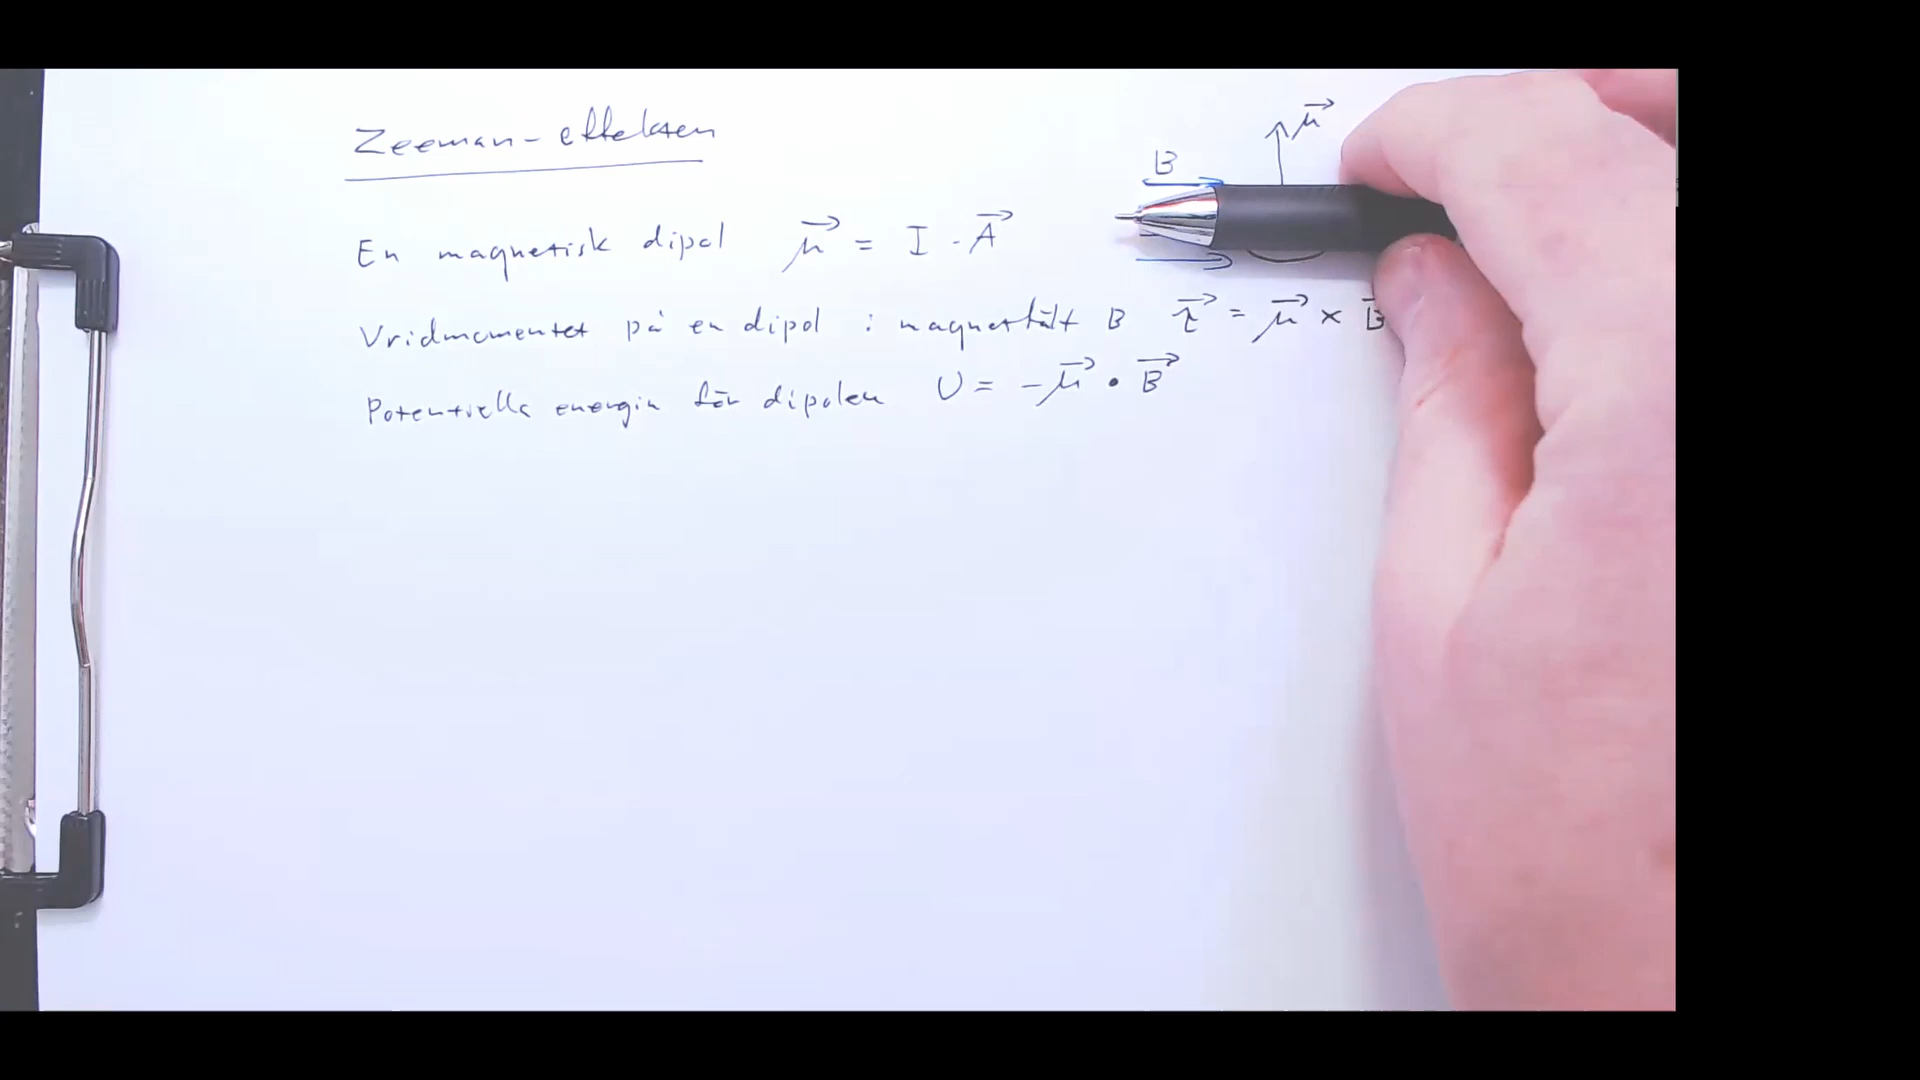 Zeeman-effekten
μ⃗
B
En magnetisk dipol μ⃗ = I · A⃗
Vridmomentet på en dipol i magnetfält B τ⃗ = μ⃗ × B⃗
Potentiella energin för dipolen U = -μ⃗ · B⃗